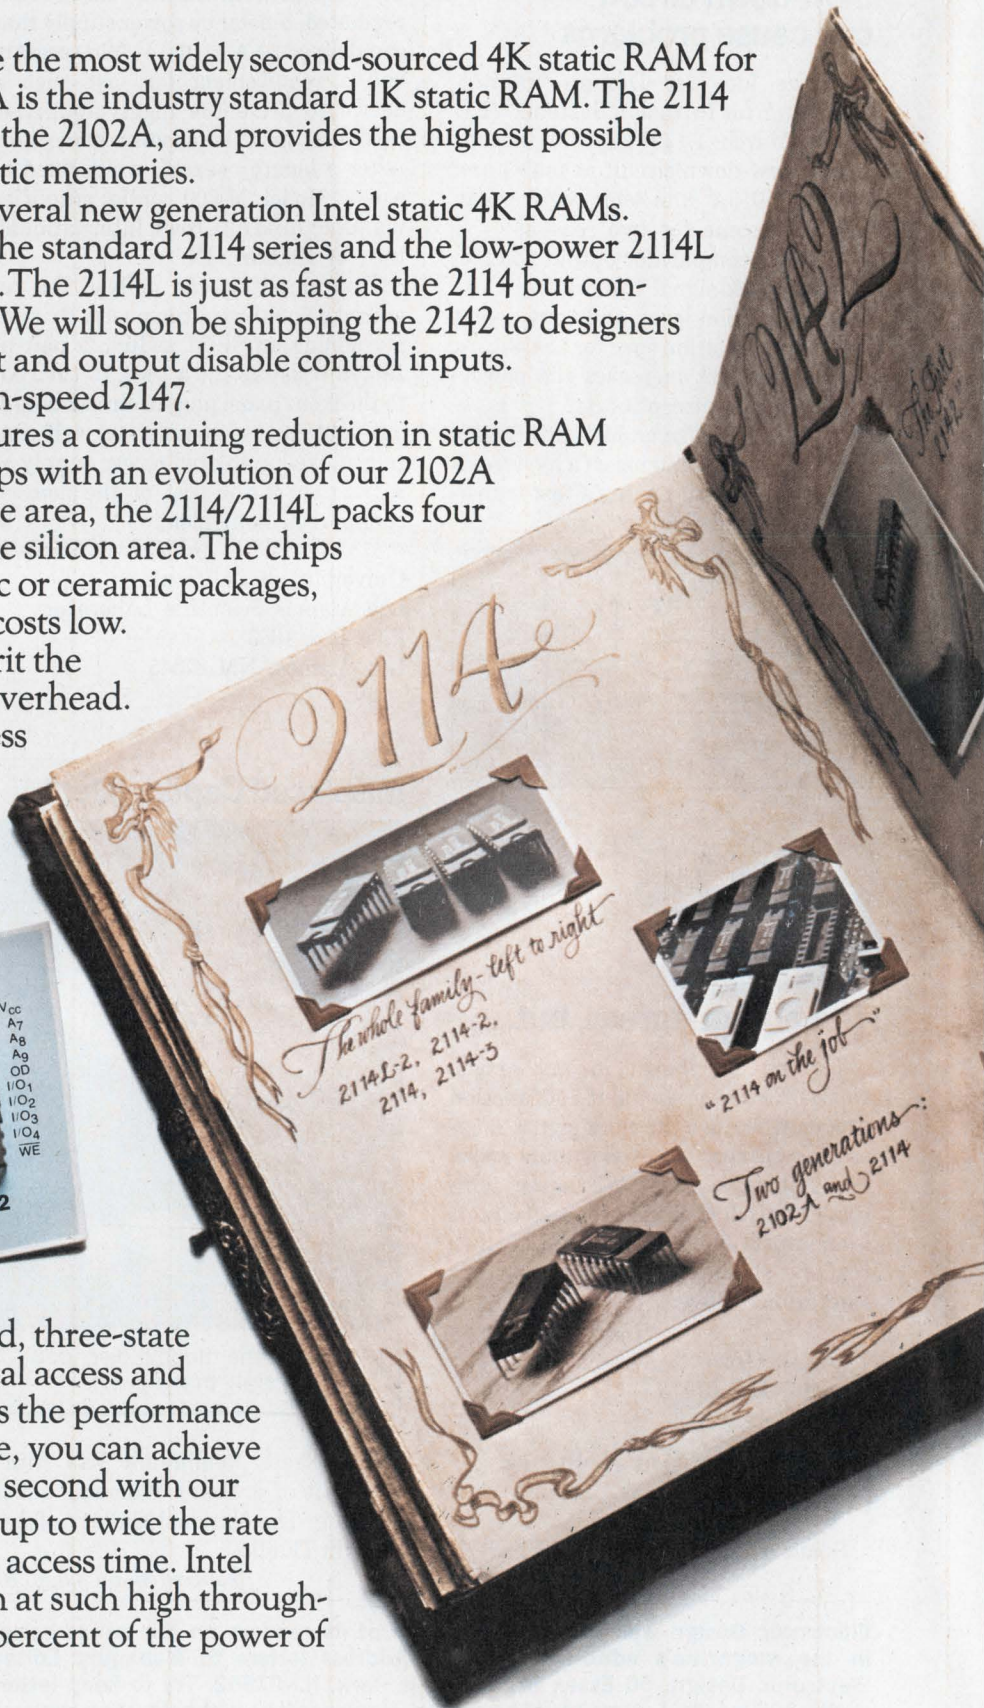 e the most widely second-sourced 4K static RAM for
A is the industry standard 1K static RAM. The 2114
the 2102A, and provides the highest possible
tic memories.
veral new generation Intel static 4K RAMs.
he standard 2114 series and the low-power 2114L
. The 2114L is just as fast as the 2114 but con-
We will soon be shipping the 2142 to designers
t and output disable control inputs.
h-speed 2147.
ures a continuing reduction in static RAM
ps with an evolution of our 2102A
e area, the 2114/2114L packs four
e silicon area. The chips
c or ceramic packages,
costs low.
rit the
verhead.
ess
VCC
A7
A8
A9
OD
I/O1
I/O2
I/O3
I/O4
WE
2
d, three-state
al access and
s the performance
e, you can achieve
second with our
up to twice the rate
access time. Intel
n at such high through-
percent of the power of
2114
The whole family - left to right
2114L-2, 2114-2,
2114, 2114-3
"2114 on the job"
Two generations:
2102A and 2114
2142
2142"